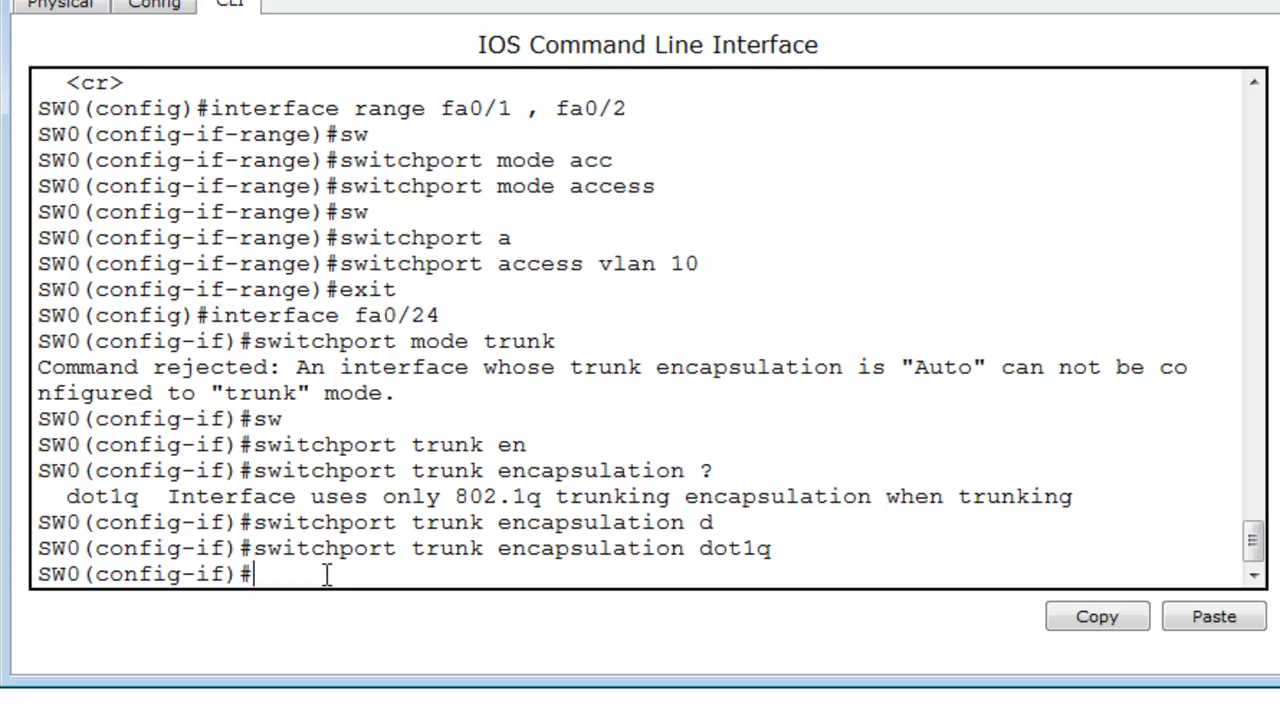 Physical Config CLI
IOS Command Line Interface
<cr>
SW0(config)#interface range fa0/1 , fa0/2
SW0(config-if-range)#sw
SW0(config-if-range)#switchport mode acc
SW0(config-if-range)#switchport mode access
SW0(config-if-range)#sw
SW0(config-if-range)#switchport a
SW0(config-if-range)#switchport access vlan 10
SW0(config-if-range)#exit
SW0(config)#interface fa0/24
SW0(config-if)#switchport mode trunk
Command rejected: An interface whose trunk encapsulation is "Auto" can not be co
nfigured to "trunk" mode.
SW0(config-if)#sw
SW0(config-if)#switchport trunk en
SW0(config-if)#switchport trunk encapsulation ?
dot1q  Interface uses only 802.1q trunking encapsulation when trunking
SW0(config-if)#switchport trunk encapsulation d
SW0(config-if)#switchport trunk encapsulation dot1q
SW0(config-if)#
Copy Paste